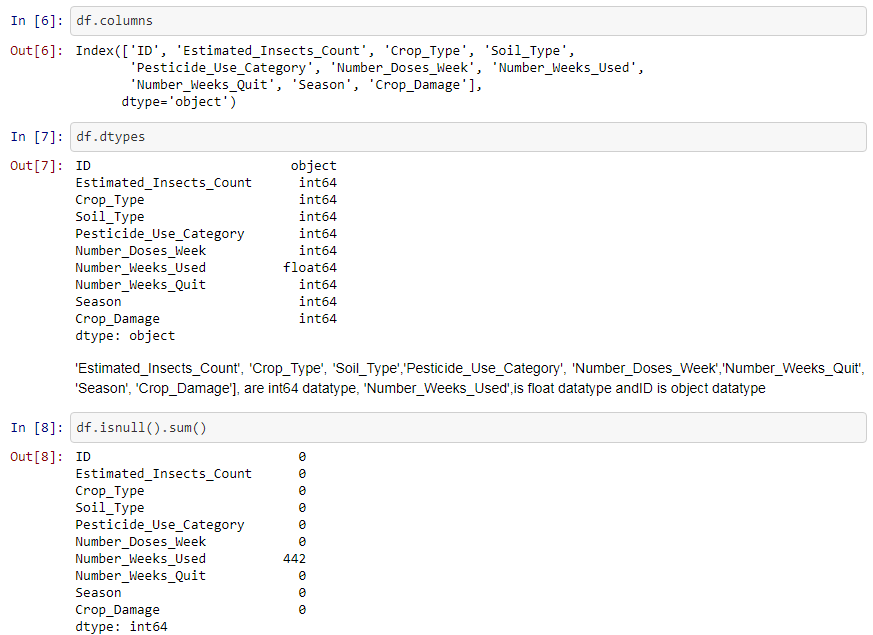 In [6]: df.columns
Out[6]: Index(['ID', 'Estimated_Insects_Count', 'Crop_Type', 'Soil_Type',
'Pesticide_Use_Category', 'Number_Doses_Week', 'Number_Weeks_Used',
'Number_Weeks_Quit', 'Season', 'Crop_Damage'],
dtype='object')
In [7]: df.dtypes
Out[7]: ID object
Estimated_Insects_Count int64
Crop_Type int64
Soil_Type int64
Pesticide_Use_Category int64
Number_Doses_Week int64
Number_Weeks_Used float64
Number_Weeks_Quit int64
Season int64
Crop_Damage int64
dtype: object
'Estimated_Insects_Count', 'Crop_Type', 'Soil_Type','Pesticide_Use_Category', 'Number_Doses_Week','Number_Weeks_Quit',
'Season', 'Crop_Damage'], are int64 datatype, 'Number_Weeks_Used',is float datatype andID is object datatype
In [8]: df.isnull().sum()
Out[8]: ID 0
Estimated_Insects_Count 0
Crop_Type 0
Soil_Type 0
Pesticide_Use_Category 0
Number_Doses_Week 0
Number_Weeks_Used 442
Number_Weeks_Quit 0
Season 0
Crop_Damage 0
dtype: int64